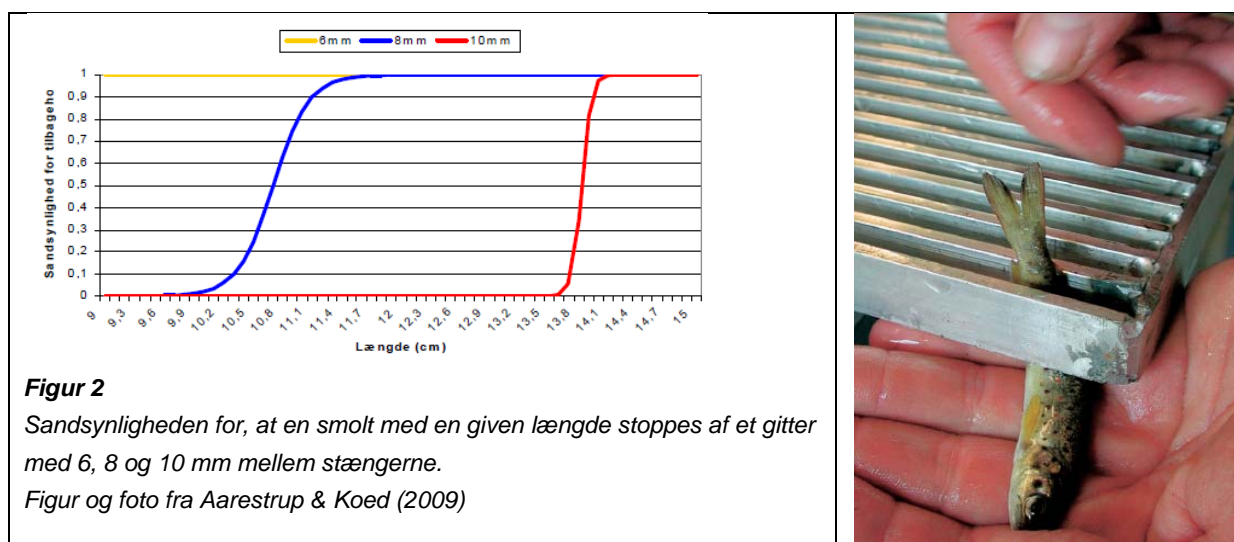 6mm 8mm 10mm
Sandsynlighed for tilbageho
1
0,9
0,8
0,7
0,6
0,5
0,4
0,3
0,2
0,1
0
9 9,3 9,6 9,9 10,2 10,5 10,8 11,1 11,4 11,7 12 12,3 12,6 12,9 13,2 13,5 13,8 14,1 14,4 14,7 15
Længde (cm)
Figur 2
Sandsynligheden for, at en smolt med en given længde stoppes af et gitter
med 6, 8 og 10 mm mellem stængerne.
Figur og foto fra Aarestrup & Koed (2009)